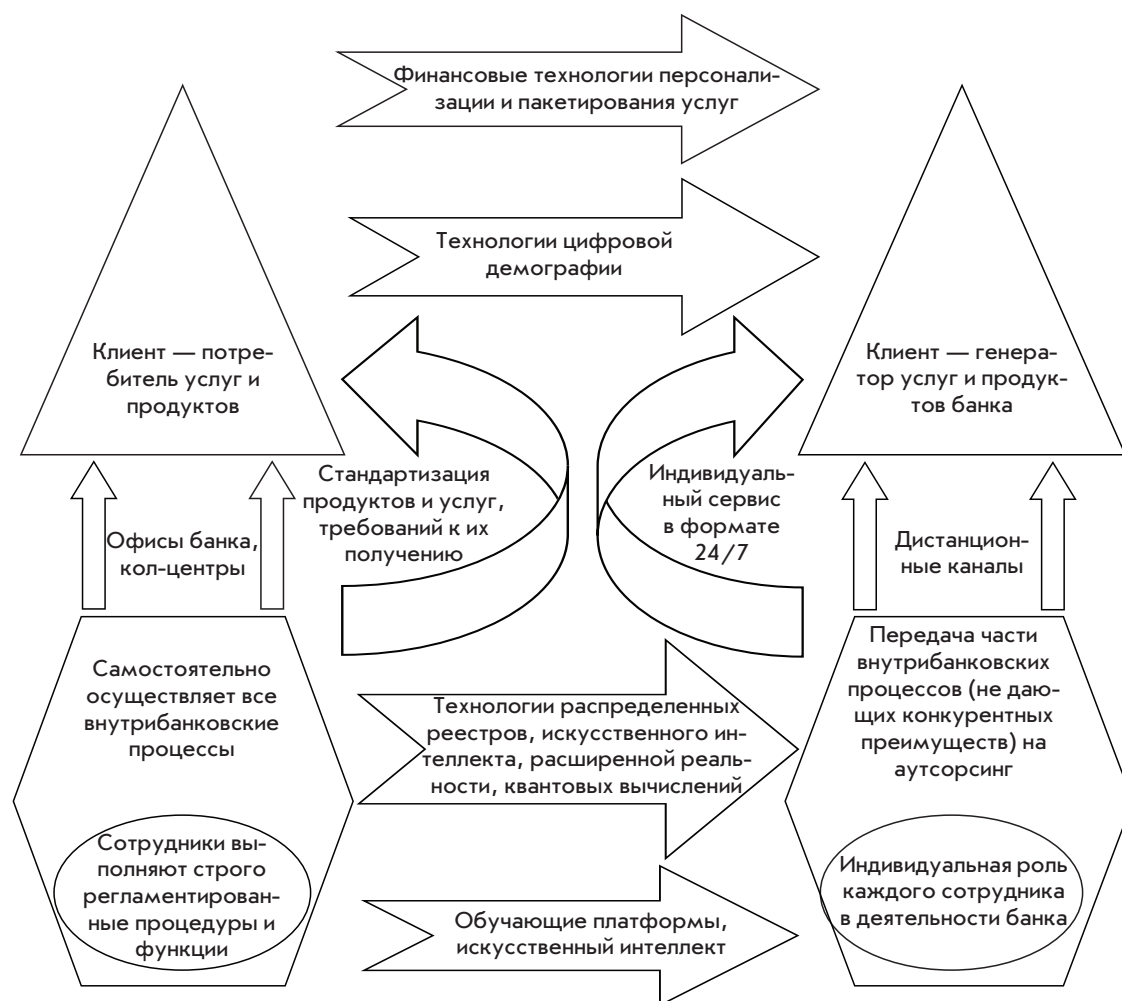 Финансовые технологии персонали-
зации и пакетирования услуг
Технологии цифровой
демографии
Клиент — потре-
битель услуг и
продуктов
Клиент — генера-
тор услуг и продук-
тов банка
Стандартизация
продуктов и услуг,
требований к их
получению
Индивидуаль-
ный сервис
в формате
24/7
Офисы банка,
кол-центры
Дистанцион-
ные каналы
Самостоятельно
осуществляет все
внутрибанковские
процессы
Технологии распределенных
реестров, искусственного ин-
теллекта, расширенной реаль-
ности, квантовых вычислений
Передача части
внутрибанковских
процессов (не даю-
щих конкурентных
преимуществ) на
аутсорсинг
Сотрудники вы-
полняют строго
регламентирован-
ные процедуры и
функции
Обучающие платформы,
искусственный интеллект
Индивидуальная роль
каждого сотрудника
в деятельности банка